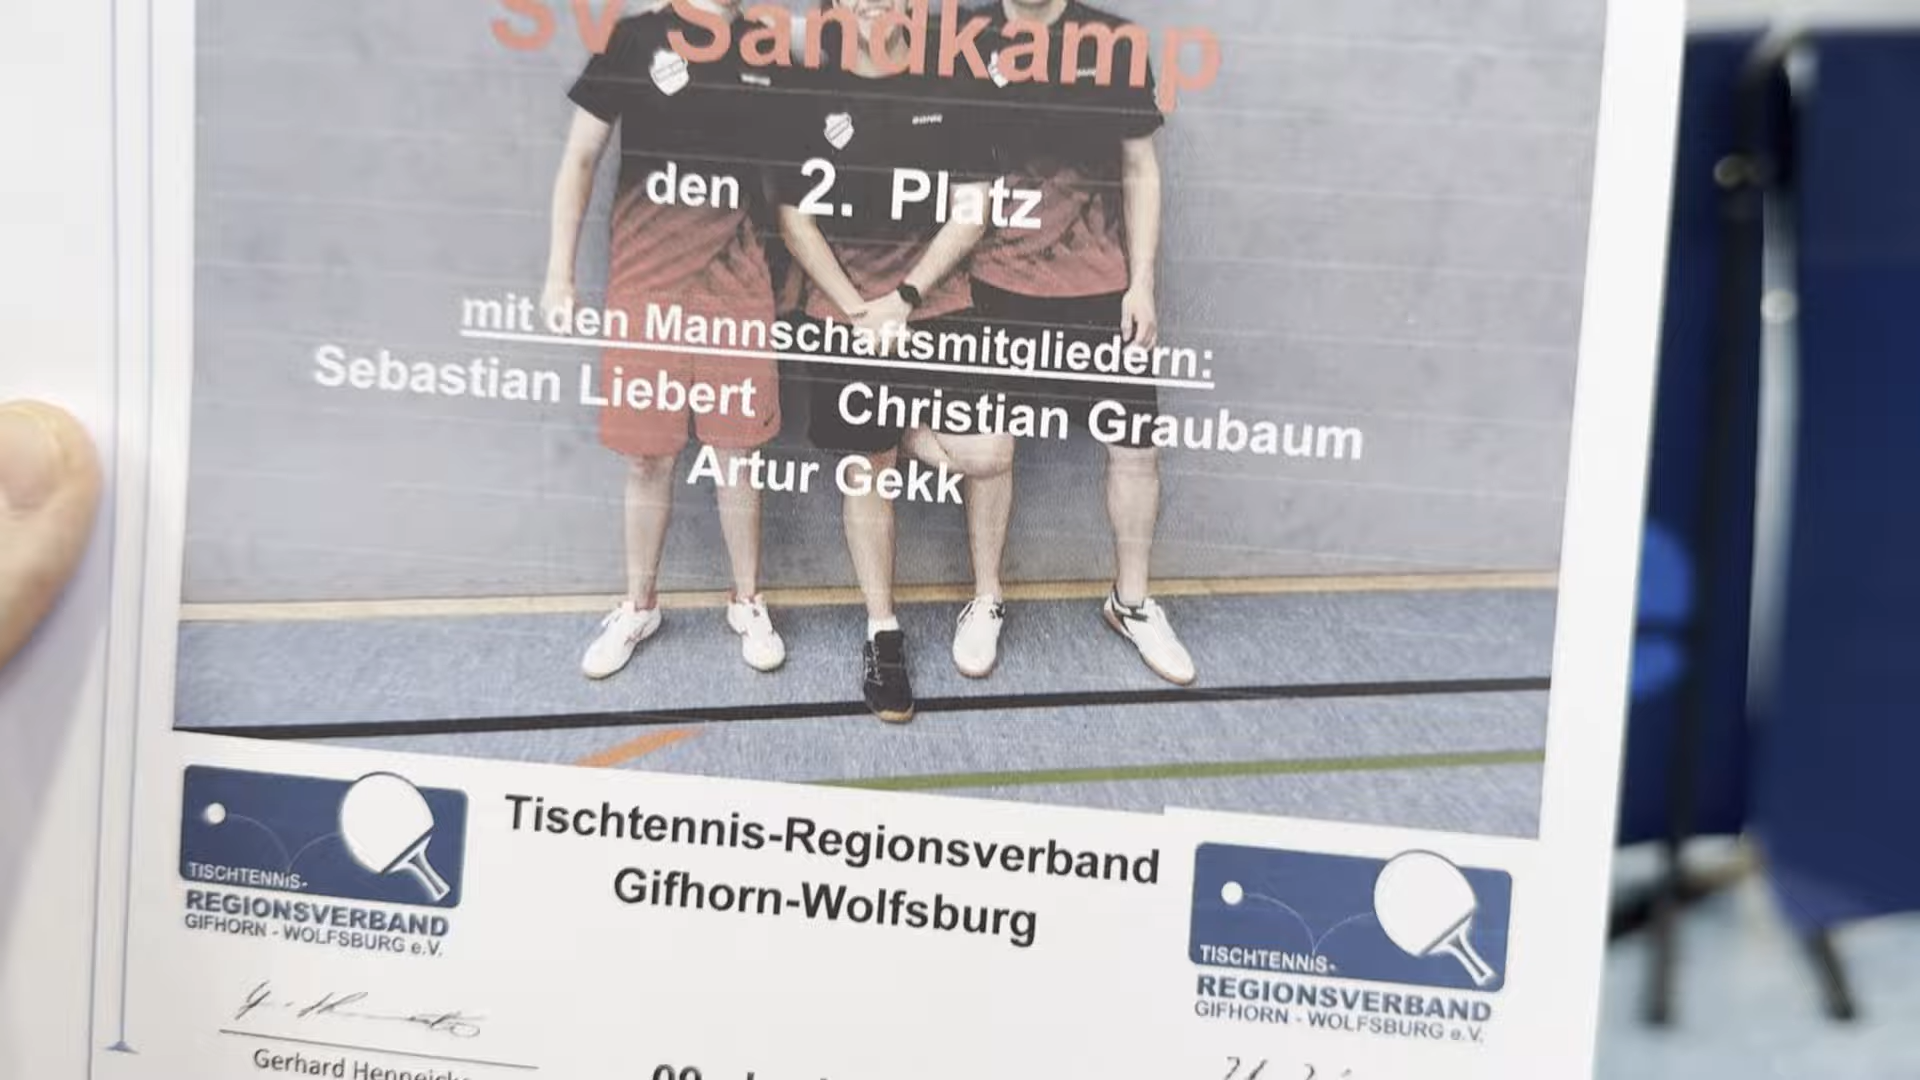 SV Sandkamp
den 2. Platz
mit den Mannschaftsmitgliedern:
Sebastian Liebert Christian Graubaum
Artur Gekk
Tischtennis-Regionsverband
Gifhorn-Wolfsburg
TISCHTENNIS-
REGIONSVERBAND
GIFHORN - WOLFSBURG e.V.
TISCHTENNIS-
REGIONSVERBAND
GIFHORN - WOLFSBURG e.V.
Gerhard